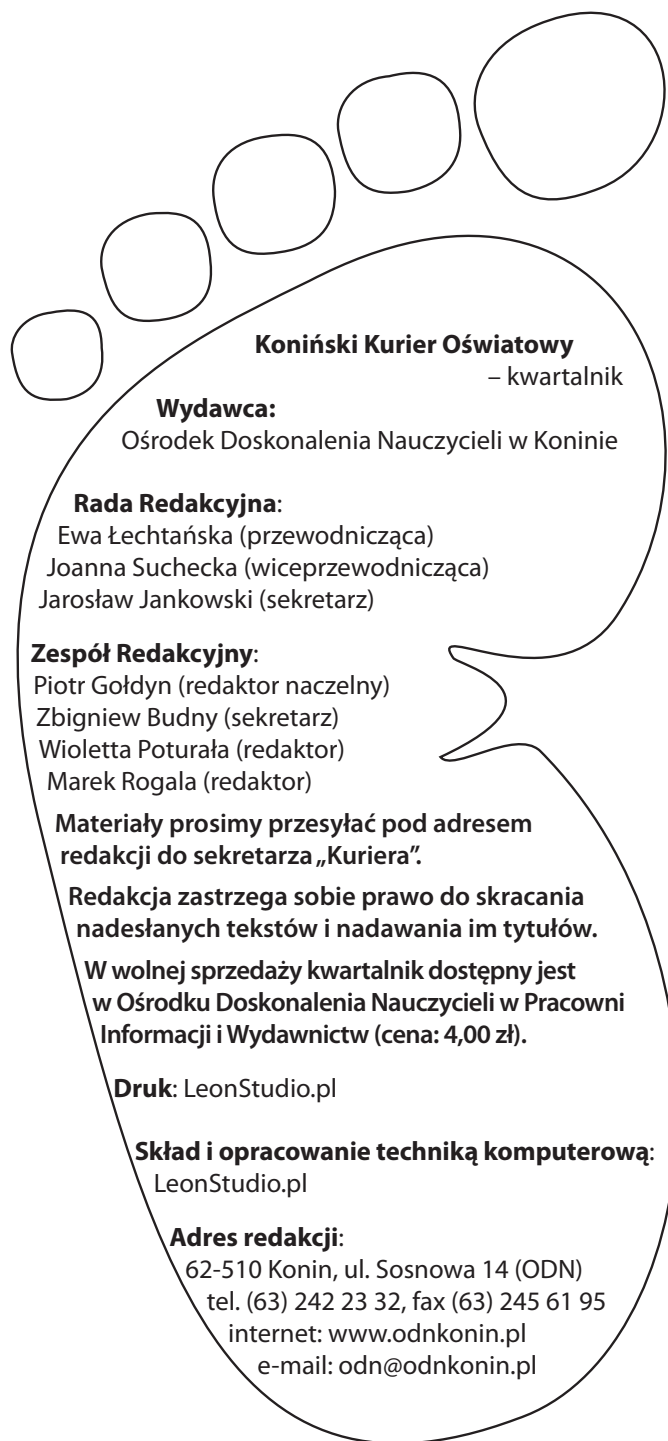 Koniński Kurier Oświatowy
– kwartalnik
Wydawca:
Ośrodek Doskonalenia Nauczycieli w Koninie
Rada Redakcyjna:
Ewa Łechtańska (przewodnicząca)
Joanna Suchecka (wiceprzewodnicząca)
Jarosław Jankowski (sekretarz)
Zespół Redakcyjny:
Piotr Gołdyn (redaktor naczelny)
Zbigniew Budny (sekretarz)
Wioletta Poturała (redaktor)
Marek Rogala (redaktor)
Materiały prosimy przesyłać pod adresem
redakcji do sekretarza „Kuriera”.
Redakcja zastrzega sobie prawo do skracania
nadesłanych tekstów i nadawania im tytułów.
W wolnej sprzedaży kwartalnik dostępny jest
w Ośrodku Doskonalenia Nauczycieli w Pracowni
Informacji i Wydawnictw (cena: 4,00 zł).
Druk: LeonStudio.pl
Skład i opracowanie techniką komputerową:
LeonStudio.pl
Adres redakcji:
62-510 Konin, ul. Sosnowa 14 (ODN)
tel. (63) 242 23 32, fax (63) 245 61 95
internet: www.odnkonin.pl
e-mail: odn@odnkonin.pl